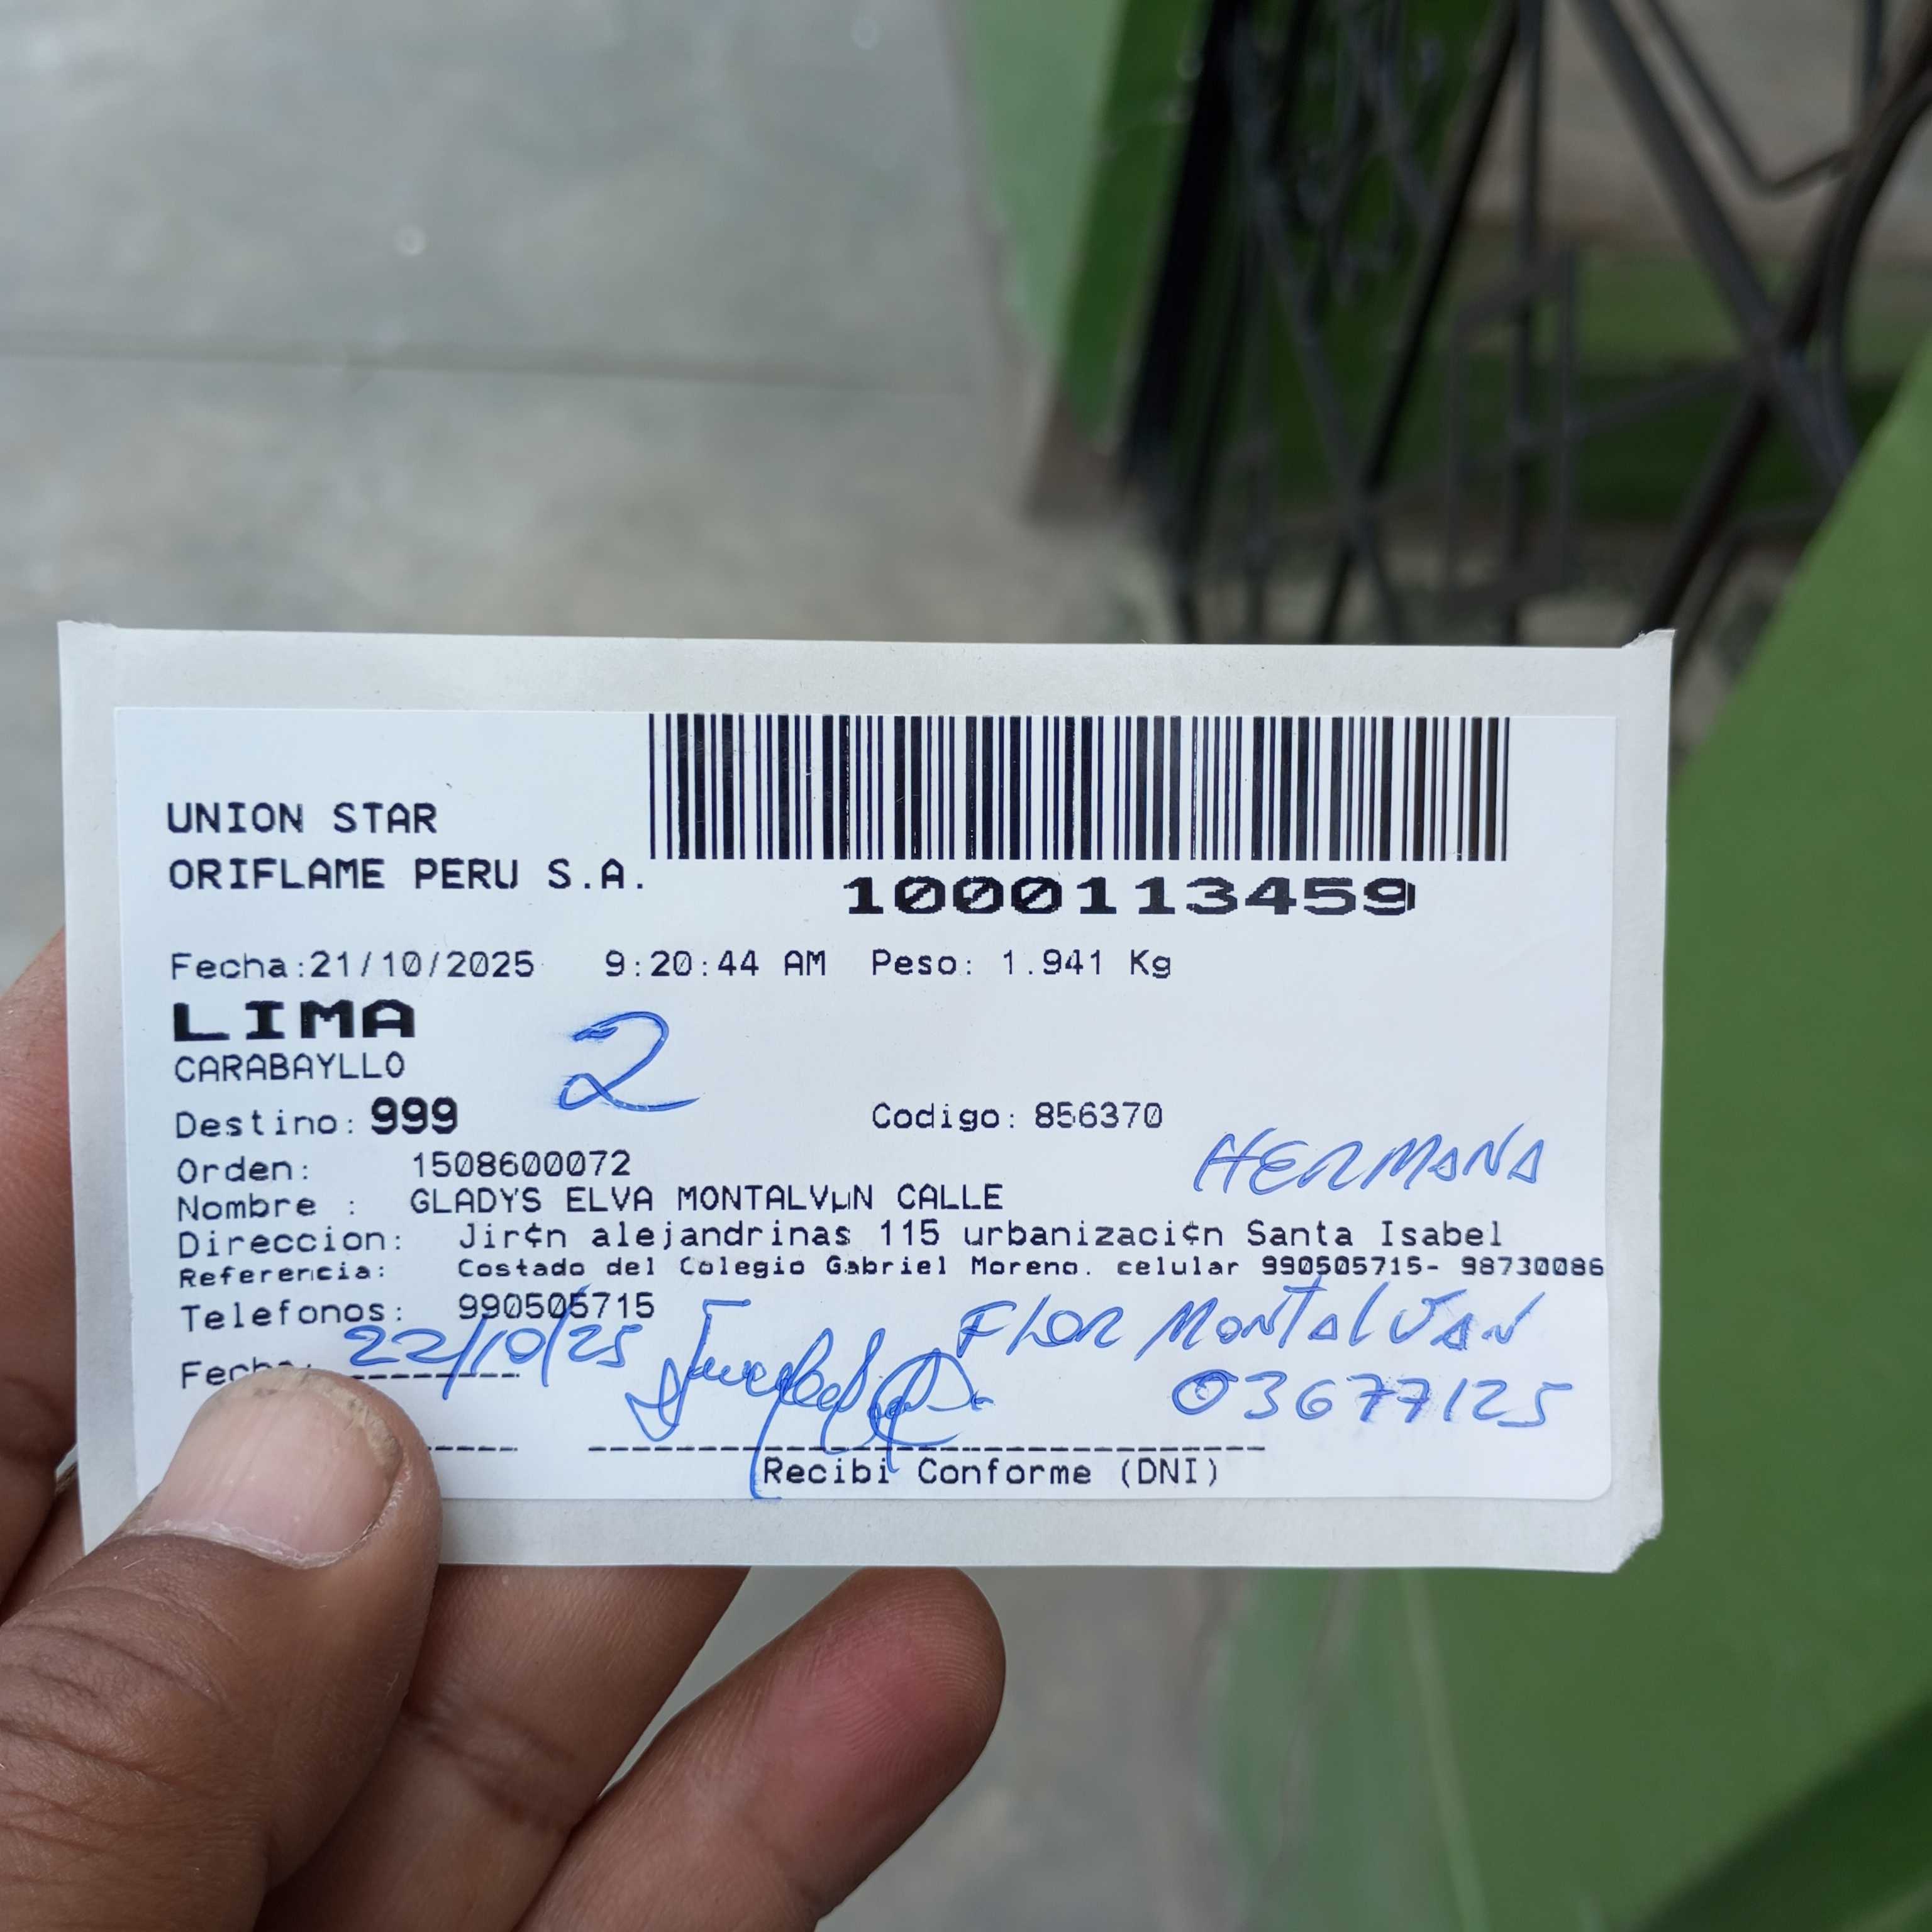 UNION STAR
ORIFLAME PERU S.A.
1000113459
Fecha:21/10/2025 9:20:44 AM Peso: 1.941 Kg
LIMA
CARABAYLLO
2
Destino: 999 Codigo: 856370
HERMANA
Orden: 1508600072
Nombre : GLADYS ELVA MONTALVµN CALLE
Direccion: Jir¢n alejandrinas 115 urbanizaci¢n Santa Isabel
Referencia: Costado del Colegio Gabriel Moreno. celular 990505715- 98730086
Telefonos: 990505715
FLOR MONTALVAN
Fecha: 22/10/25
03677125
Recibi Conforme (DNI)